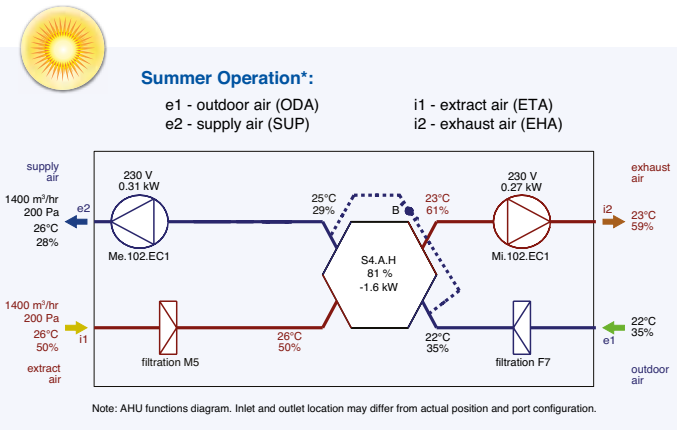 Summer Operation*:
e1 - outdoor air (ODA)
i1 - extract air (ETA)
e2 - supply air (SUP)
i2 - exhaust air (EHA)
supply
air
1400 m³/hr
200 Pa
e2
26°C
28%
230 V
0.31 kW
Me.102.EC1
25°C
29%
B
23°C
61%
230 V
0.27 kW
Mi.102.EC1
exhaust
air
i2
23°C
59%
S4.A.H
81 %
-1.6 kW
1400 m³/hr
200 Pa
26°C
50%
i1
extract
air
filtration M5
26°C
50%
22°C
35%
filtration F7
22°C
35%
e1
outdoor
air
Note: AHU functions diagram. Inlet and outlet location may differ from actual position and port configuration.